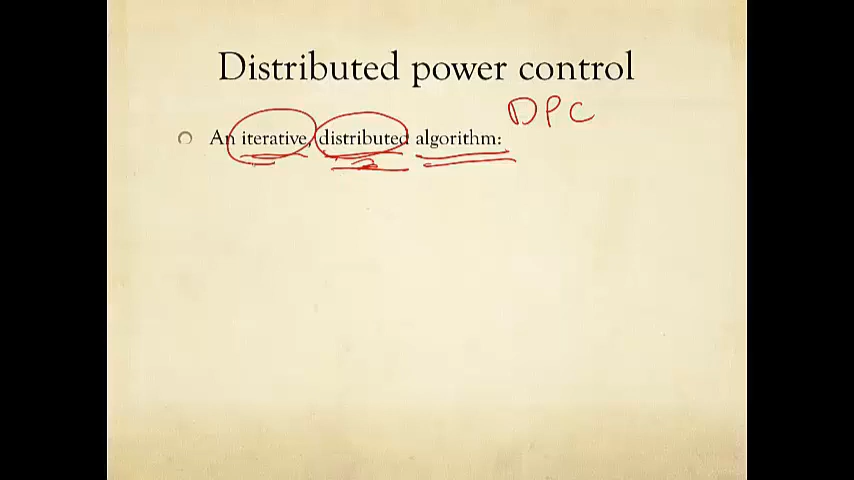 Distributed power control
DPC
An iterative, distributed algorithm: